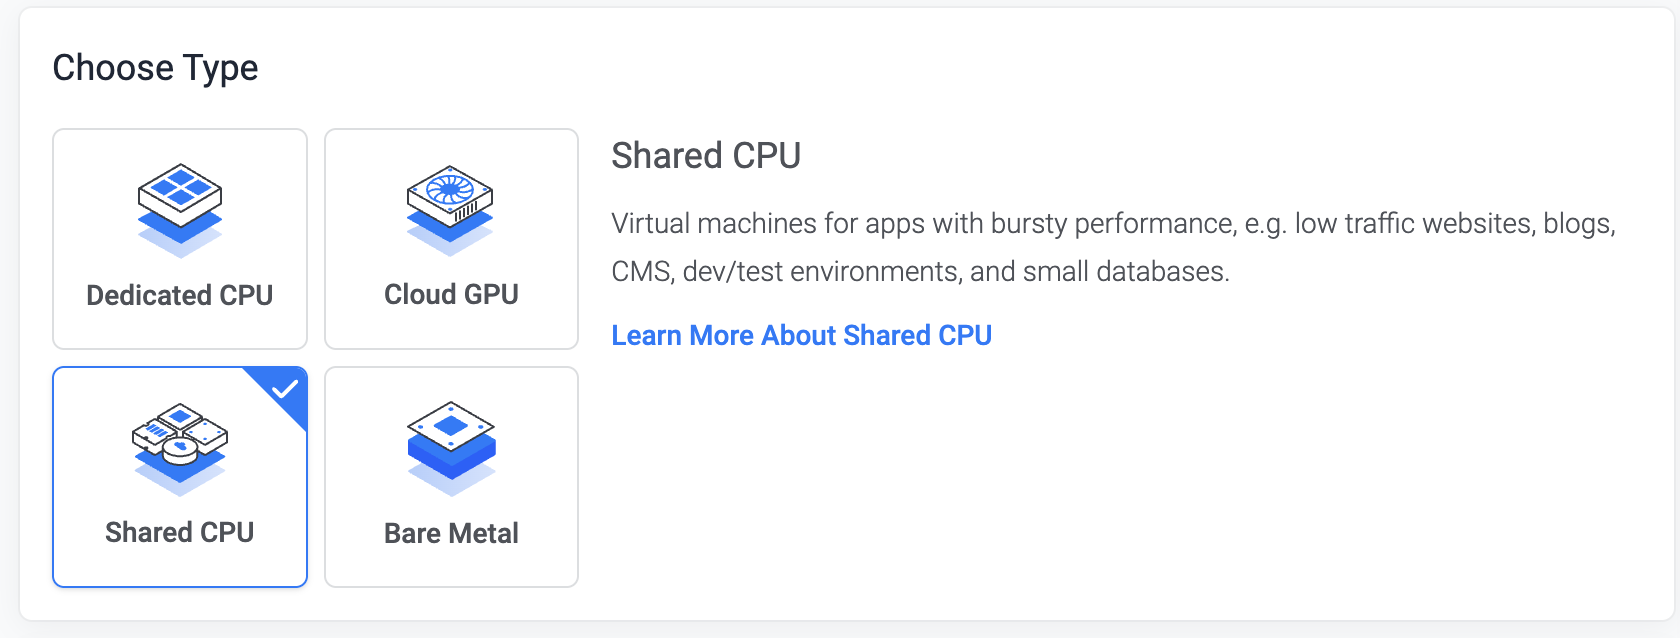 Choose Type
Dedicated CPU
Cloud GPU
Shared CPU
Bare Metal
Shared CPU
Virtual machines for apps with bursty performance, e.g. low traffic websites, blogs,
CMS, dev/test environments, and small databases.
Learn More About Shared CPU